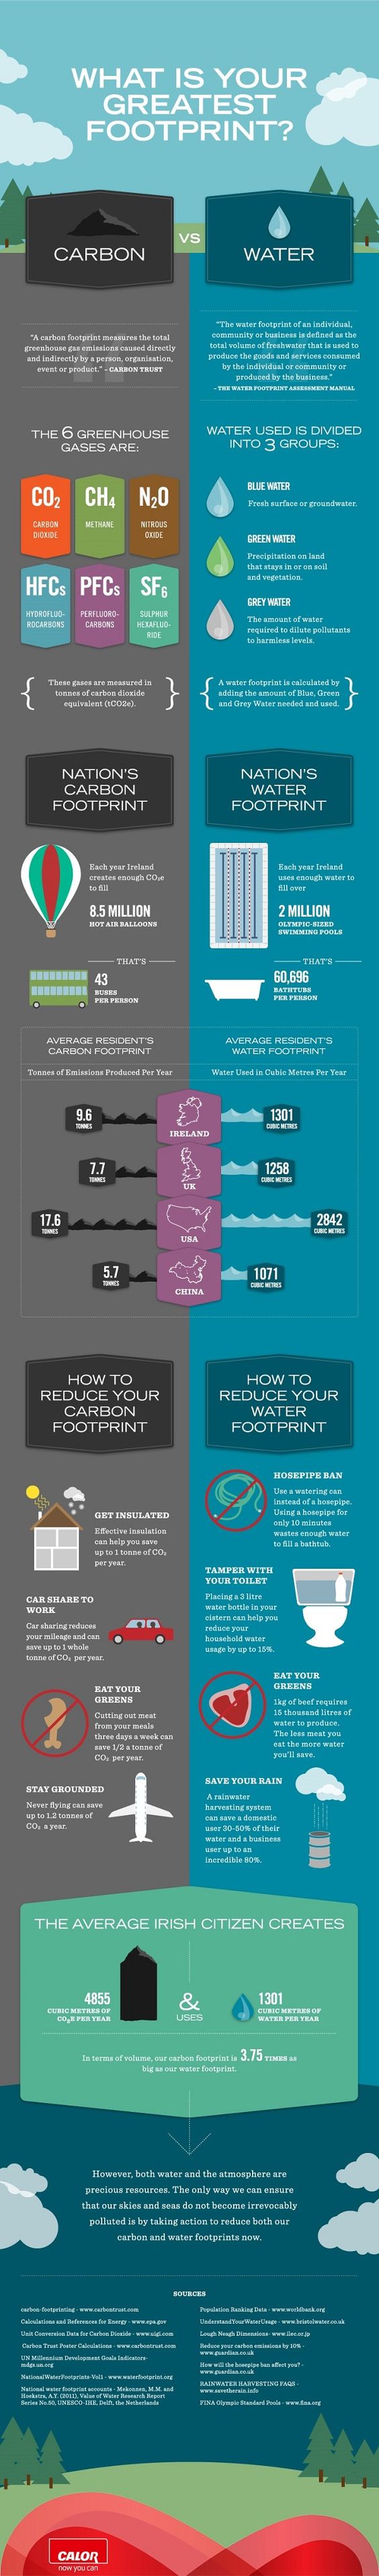 WHAT IS YOUR
GREATEST
FOOTPRINT?
CARBON
VS
WATER
"A carbon footprint measures the total
greenhouse gas emissions caused directly
and indirectly by a person, organisation,
event or product." - CARBON TRUST
"The water footprint of an individual,
community or business is defined as the
total volume of freshwater that is used to
produce the goods and services consumed
by the individual or community or
produced by the business."
- THE WATER FOOTPRINT ASSESSMENT MANUAL
THE 6 GREENHOUSE
GASES ARE:
CO₂
CARBON
DIOXIDE
CH₄
METHANE
N₂O
NITROUS
OXIDE
HFCs
HYDROFLUO-
ROCARBONS
PFCs
PERFLUORO-
CARBONS
SF₆
SULPHUR
HEXAFLUO-
RIDE
These gases are measured in
tonnes of carbon dioxide
equivalent (tCO2e).
WATER USED IS DIVIDED
INTO 3 GROUPS:
BLUE WATER
Fresh surface or groundwater.
GREEN WATER
Precipitation on land
that stays in or on soil
and vegetation.
GREY WATER
The amount of water
required to dilute pollutants
to harmless levels.
A water footprint is calculated by
adding the amount of Blue, Green
and Grey Water needed and used.
NATION'S
CARBON
FOOTPRINT
Each year Ireland
creates enough CO₂e
to fill
8.5 MILLION
HOT AIR BALLOONS
THAT'S
43
BUSES
PER PERSON
NATION'S
WATER
FOOTPRINT
Each year Ireland
uses enough water to
fill over
2 MILLION
OLYMPIC-SIZED
SWIMMING POOLS
THAT'S
60,696
BATHTUBS
PER PERSON
AVERAGE RESIDENT'S
CARBON FOOTPRINT
AVERAGE RESIDENT'S
WATER FOOTPRINT
Tonnes of Emissions Produced Per Year
Water Used in Cubic Metres Per Year
9.6
TONNES
IRELAND
1301
CUBIC METRES
7.7
TONNES
UK
1258
CUBIC METRES
17.6
TONNES
USA
2842
CUBIC METRES
5.7
TONNES
CHINA
1071
CUBIC METRES
HOW TO
REDUCE YOUR
CARBON
FOOTPRINT
GET INSULATED
Effective insulation
can help you save
up to 1 tonne of CO₂
per year.
CAR SHARE TO
WORK
Car sharing reduces
your mileage and can
save up to 1 whole
tonne of CO₂ per year.
EAT YOUR
GREENS
Cutting out meat
from your meals
three days a week can
save 1/2 a tonne of
CO₂ per year.
STAY GROUNDED
Never flying can save
up to 1.2 tonnes of
CO₂ a year.
HOW TO
REDUCE YOUR
WATER
FOOTPRINT
HOSEPIPE BAN
Use a watering can
instead of a hosepipe.
Using a hosepipe for
only 10 minutes
wastes enough water
to fill a bathtub.
TAMPER WITH
YOUR TOILET
Placing a 3 litre
water bottle in your
cistern can help you
reduce your
household water
usage by up to 15%.
EAT YOUR
GREENS
1kg of beef requires
15 thousand litres of
water to produce.
The less meat you
eat the more water
you'll save.
SAVE YOUR RAIN
A rainwater
harvesting system
can save a domestic
user 30-50% of their
water and a business
user up to an
incredible 80%.
THE AVERAGE IRISH CITIZEN CREATES
4855
CUBIC METRES OF
CO₂E PER YEAR
&
USES
1301
CUBIC METRES OF
WATER PER YEAR
In terms of volume, our carbon footprint is 3.75 TIMES as
big as our water footprint.
However, both water and the atmosphere are
precious resources. The only way we can ensure
that our skies and seas do not become irrevocably
polluted is by taking action to reduce both our
carbon and water footprints now.
SOURCES
carbon-footprinting - www.carbontrust.com
Calculations and References for Energy - www.epa.gov
Unit Conversion Data for Carbon Dioxide - www.uigi.com
Carbon Trust Poster Calculations - www.carbontrust.com
UN Millennium Development Goals Indicators-
mdgs.un.org
NationalWaterFootprints-Vol1 - www.waterfootprint.org
National water footprint accounts - Mekonnen, M.M. and
Hoekstra, A.Y. (2011), Value of Water Research Report
Series No.50, UNESCO-IHE, Delft, the Netherlands
Population Ranking Data - www.worldbank.org
UnderstandYourWaterUsage - www.bristolwater.co.uk
Lough Neagh Dimensions- www.ilec.or.jp
Reduce your carbon emissions by 10% -
www.guardian.co.uk
How will the hosepipe ban affect you? -
www.guardian.co.uk
RAINWATER HARVESTING FAQS -
www.savetherain.info
FINA Olympic Standard Pools - www.fina.org
CALOR
now you can